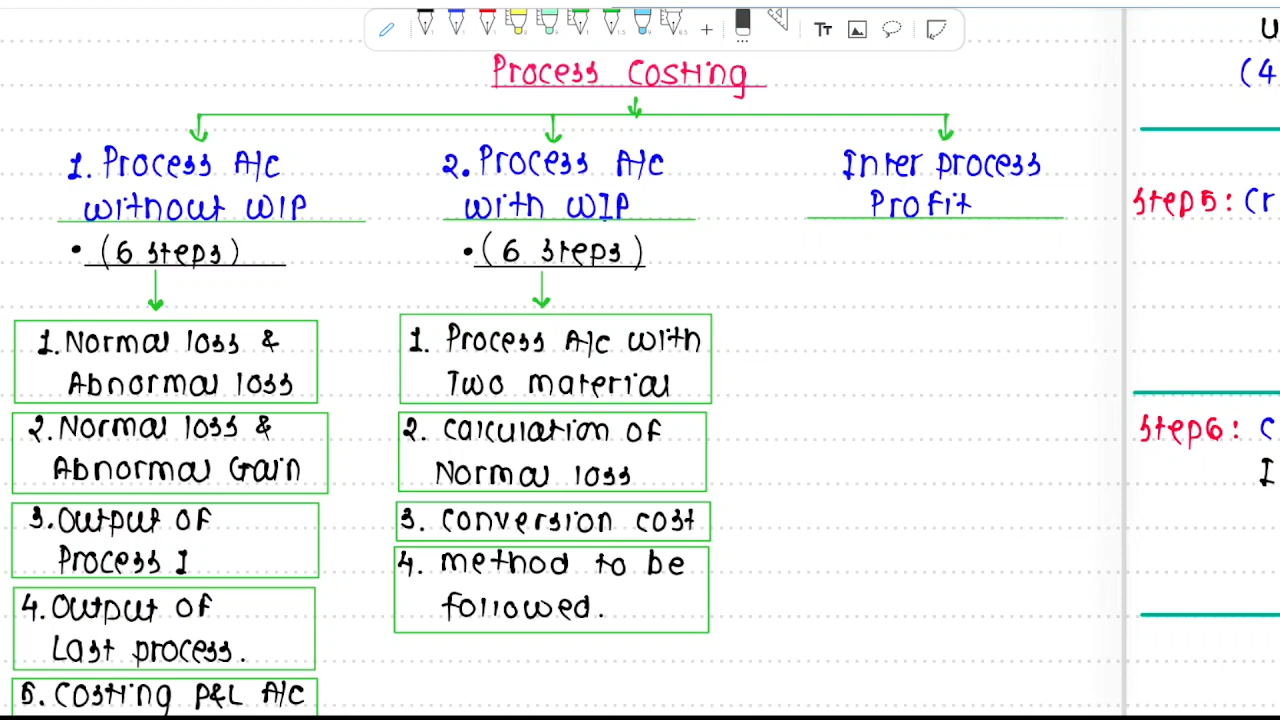 Process Costing
1. Process A/c
without WIP
• (6 steps)
1. Normal loss &
Abnormal loss
2. Normal loss &
Abnormal Gain
3. Output of
Process I
4. Output of
Last process.
5. Costing P&L A/c
2. Process A/c
with WIP
• (6 steps)
1. Process A/c with
Two material
2. Calculation of
Normal loss
3. Conversion cost
4. method to be
followed.
Inter process
Profit
U
(4
Step5: Cr
Step6: C
I